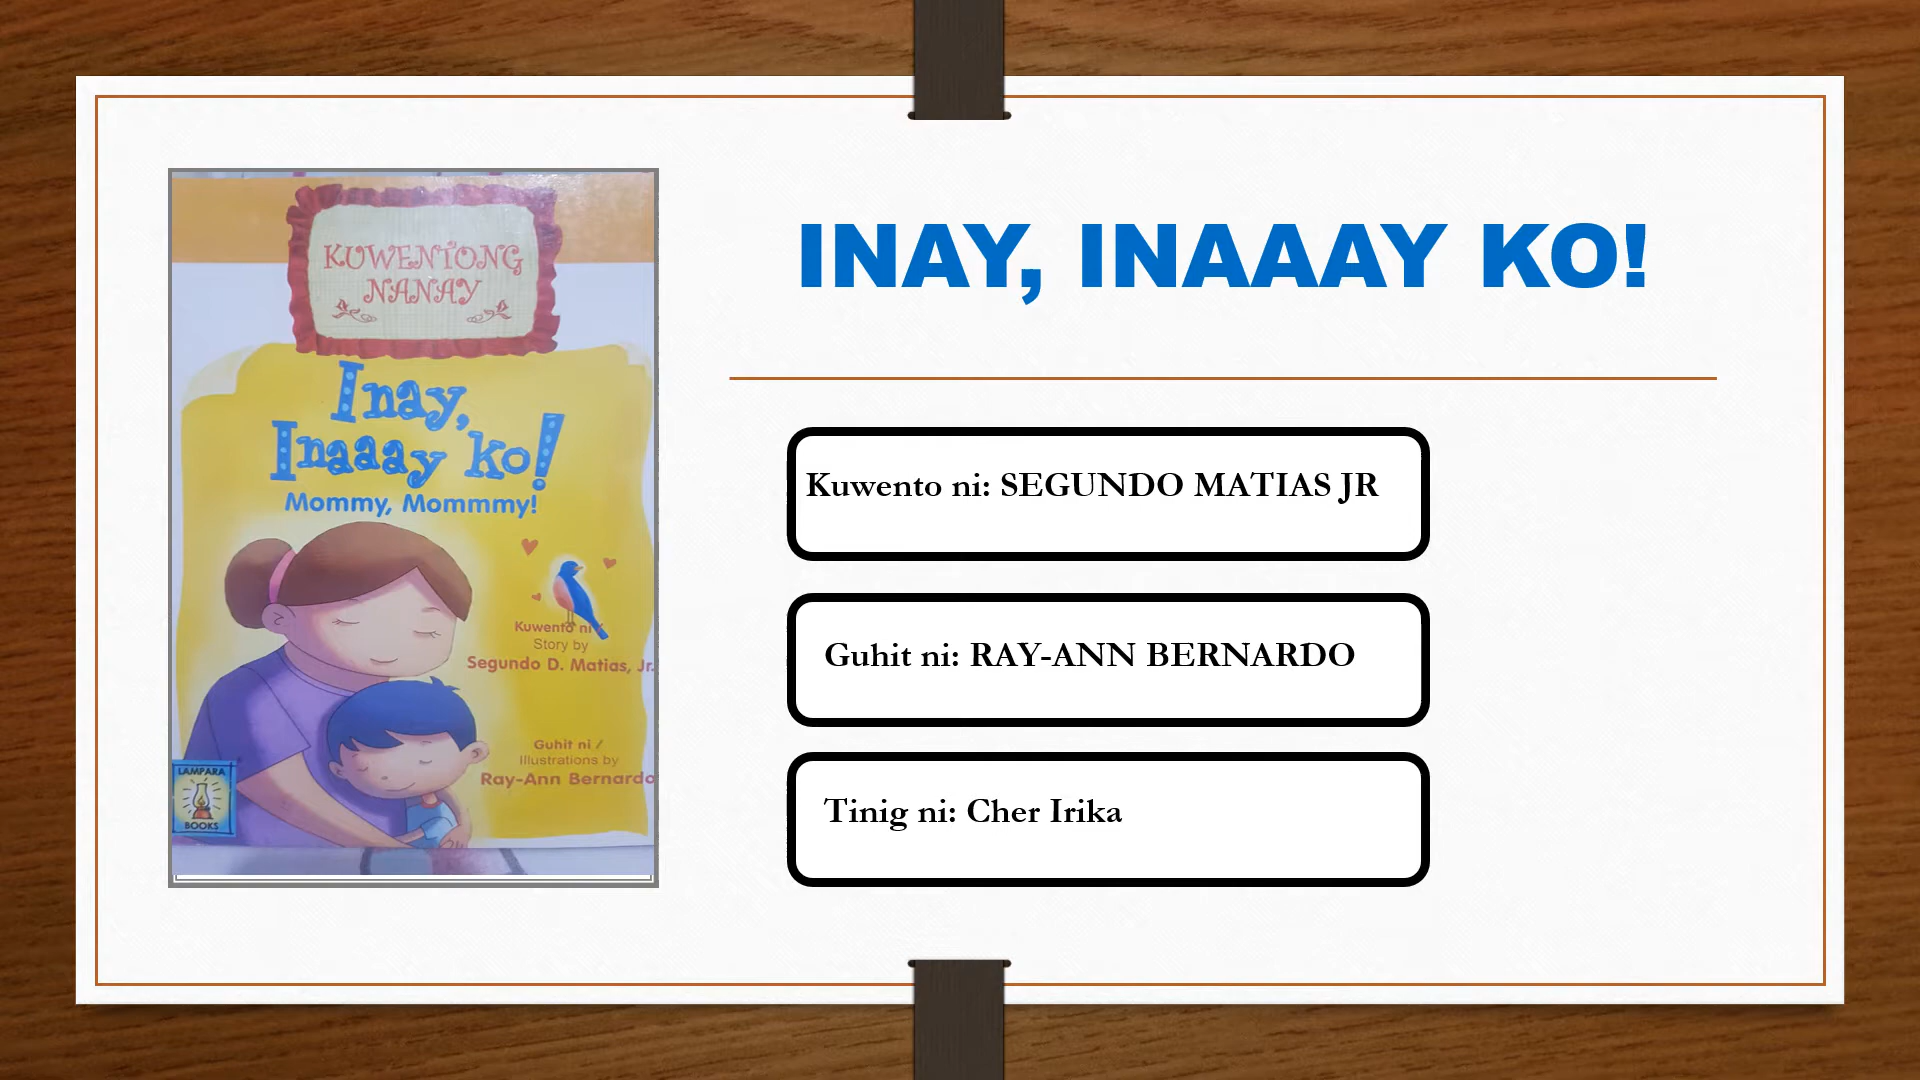 KUWENTONG
NANAY
Inay,
Inaaay ko!
Mommy, Mommmy!
Kuwento ni /
Story by
Segundo D. Matias, Jr.
Guhit ni /
Illustrations by
Ray-Ann Bernardo
LAMPARA
BOOKS
INAY, INAAAY KO!
Kuwento ni: SEGUNDO MATIAS JR
Guhit ni: RAY-ANN BERNARDO
Tinig ni: Cher Irika